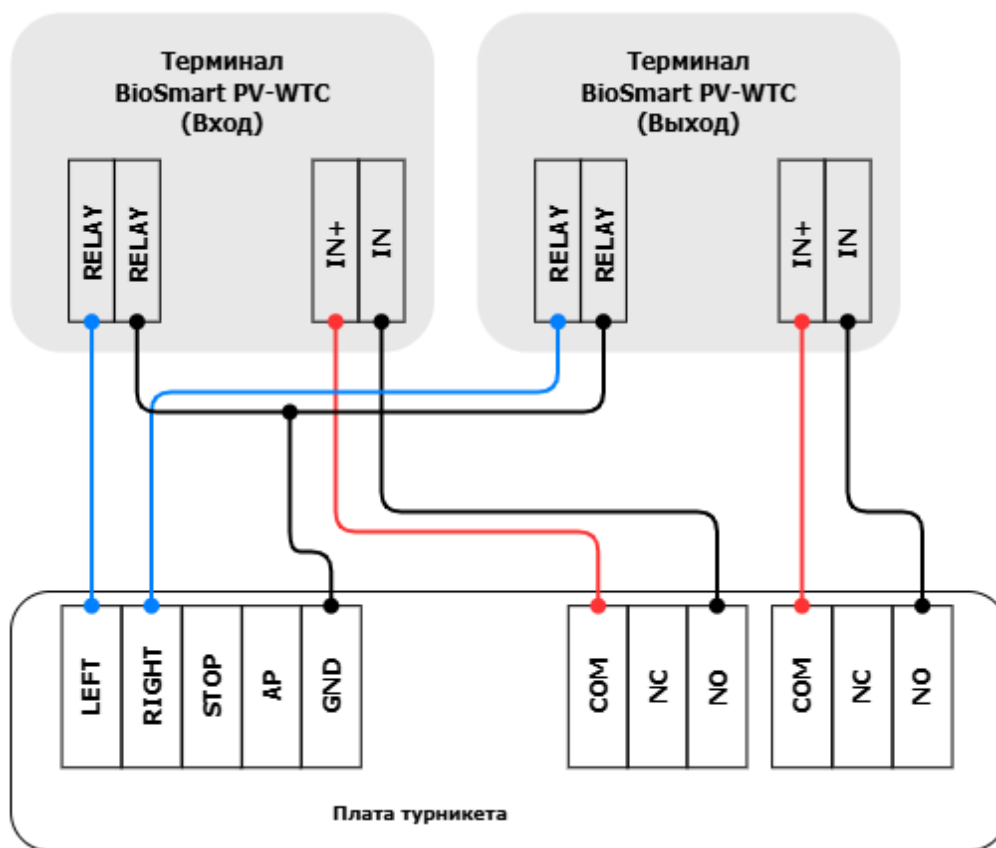 Терминал
BioSmart PV-WTC
(Вход)
Терминал
BioSmart PV-WTC
(Выход)
RELAY
RELAY
IN+
IN
RELAY
RELAY
IN+
IN
LEFT
RIGHT
STOP
AP
GND
COM
NC
NO
COM
NC
NO
Плата турникета